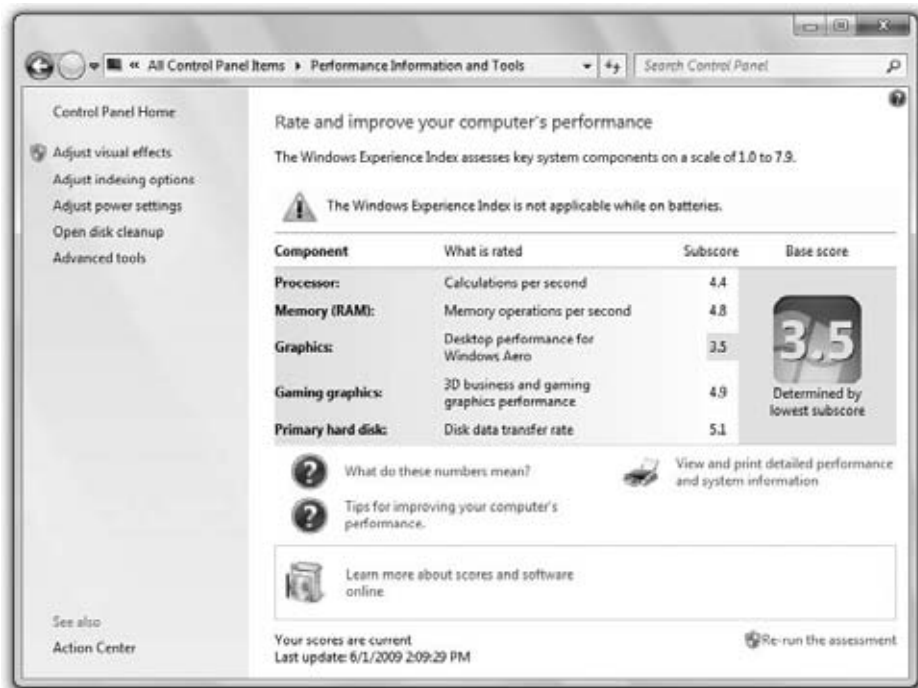 « All Control Panel Items ▸ Performance Information and Tools
Search Control Panel
Control Panel Home
Adjust visual effects
Adjust indexing options
Adjust power settings
Open disk cleanup
Advanced tools
See also
Action Center
Rate and improve your computer's performance
The Windows Experience Index assesses key system components on a scale of 1.0 to 7.9.
The Windows Experience Index is not applicable while on batteries.
Component What is rated Subscore Base score
Processor: Calculations per second 4.4
Memory (RAM): Memory operations per second 4.8
Graphics: Desktop performance for
Windows Aero 3.5
Gaming graphics: 3D business and gaming
graphics performance 4.9
Primary hard disk: Disk data transfer rate 5.1
3.5
Determined by
lowest subscore
What do these numbers mean?
View and print detailed performance
and system information
Tips for improving your computer's
performance.
Learn more about scores and software
online
Your scores are current
Last update: 6/1/2009 2:09:29 PM
Re-run the assessment